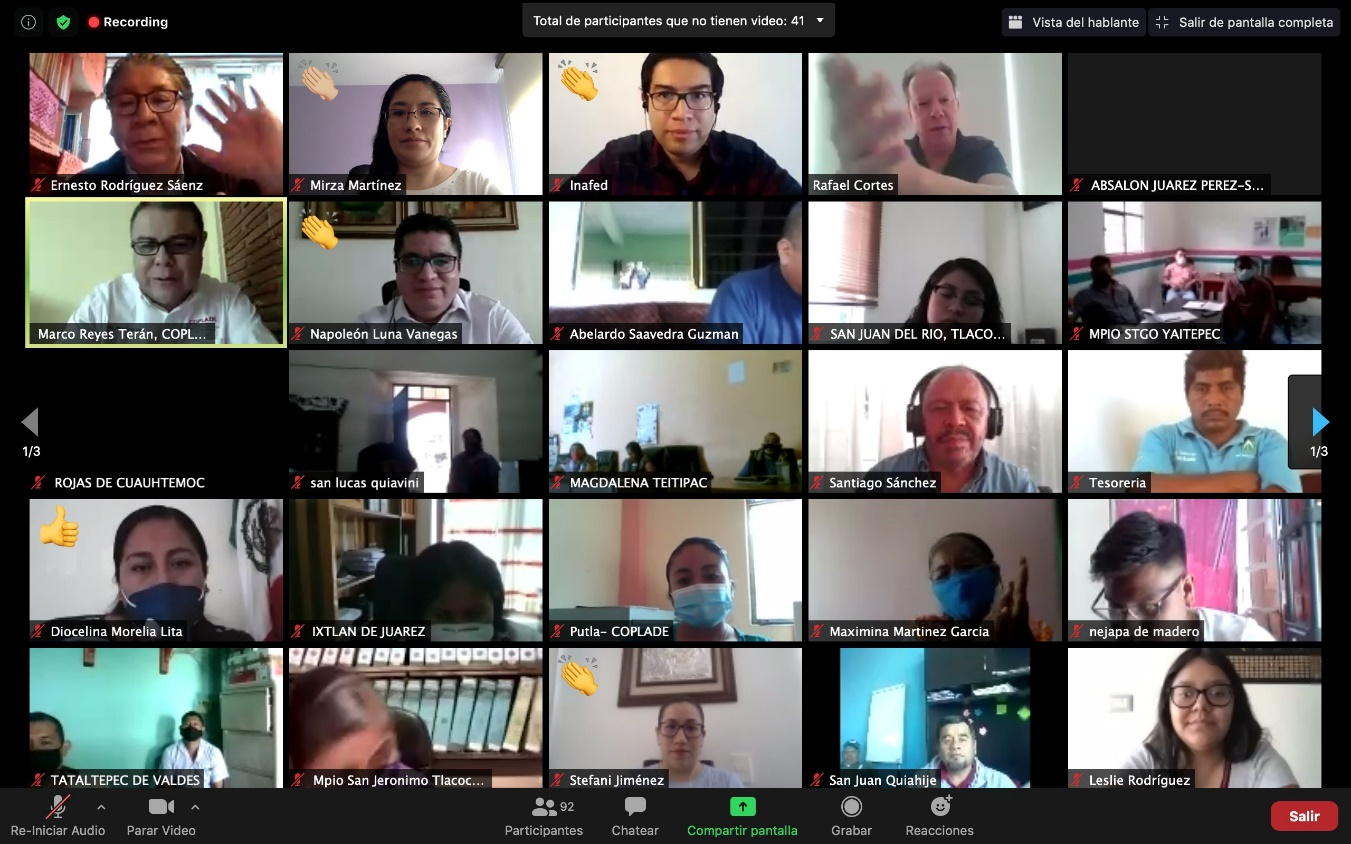 Recording
Total de participantes que no tienen video: 41
Vista del hablante
Salir de pantalla completa
Ernesto Rodríguez Sáenz
Mirza Martínez
Inafed
Rafael Cortes
ABSALON JUAREZ PEREZ-S...
Marco Reyes Terán, COPL...
Napoleón Luna Vanegas
Abelardo Saavedra Guzman
SAN JUAN DEL RIO, TLACO...
MPIO STGO YAITEPEC
1/3
ROJAS DE CUAUHTEMOC
san lucas quiavini
MAGDALENA TEITIPAC
Santiago Sánchez
Tesoreria
1/3
Diocelina Morelia Lita
IXTLAN DE JUAREZ
Putla- COPLADE
Maximina Martinez Garcia
nejapa de madero
TATALTEPEC DE VALDES
Mpio San Jeronimo Tlacoc...
Stefani Jiménez
San Juan Quiahije
Leslie Rodríguez
Re-Iniciar Audio
Parar Video
Participantes
92
Chatear
Compartir pantalla
Grabar
Reacciones
Salir